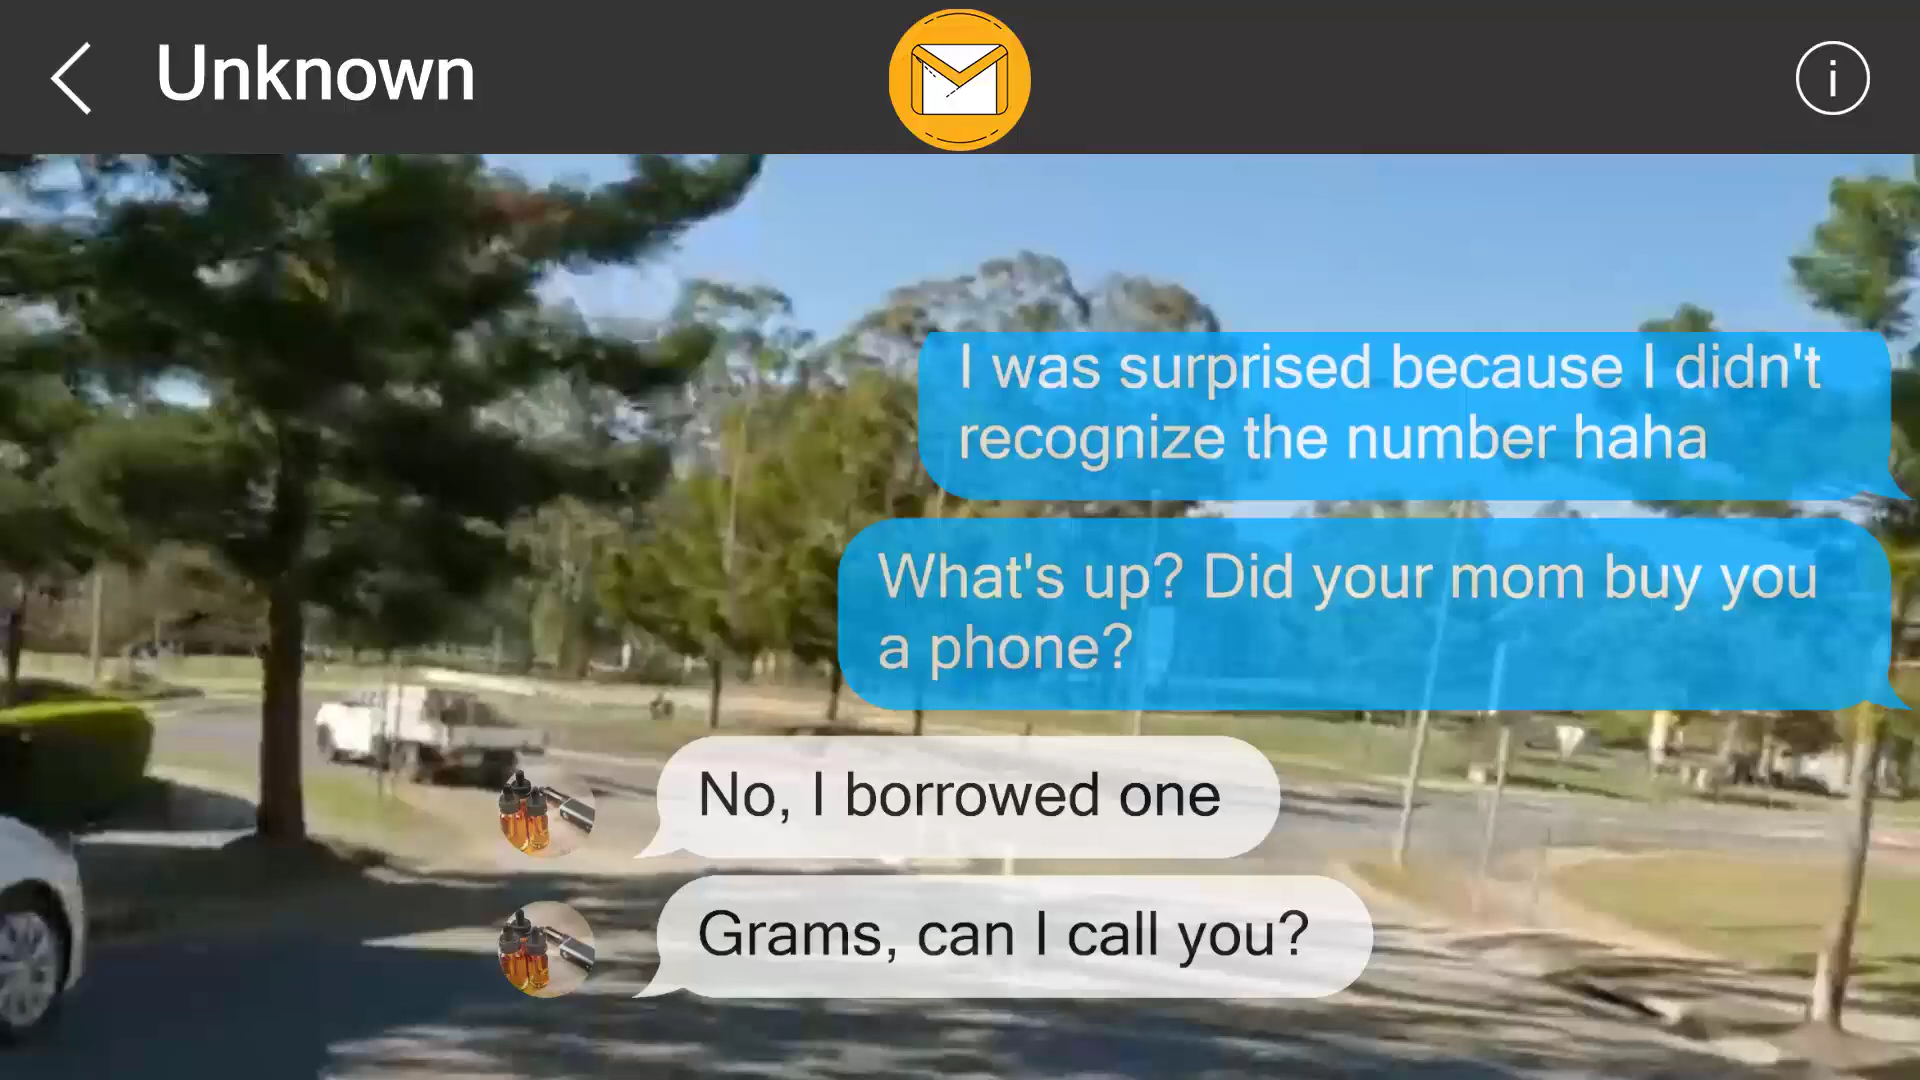 Unknown
I was surprised because I didn't
recognize the number haha
What's up? Did your mom buy you
a phone?
No, I borrowed one
Grams, can I call you?